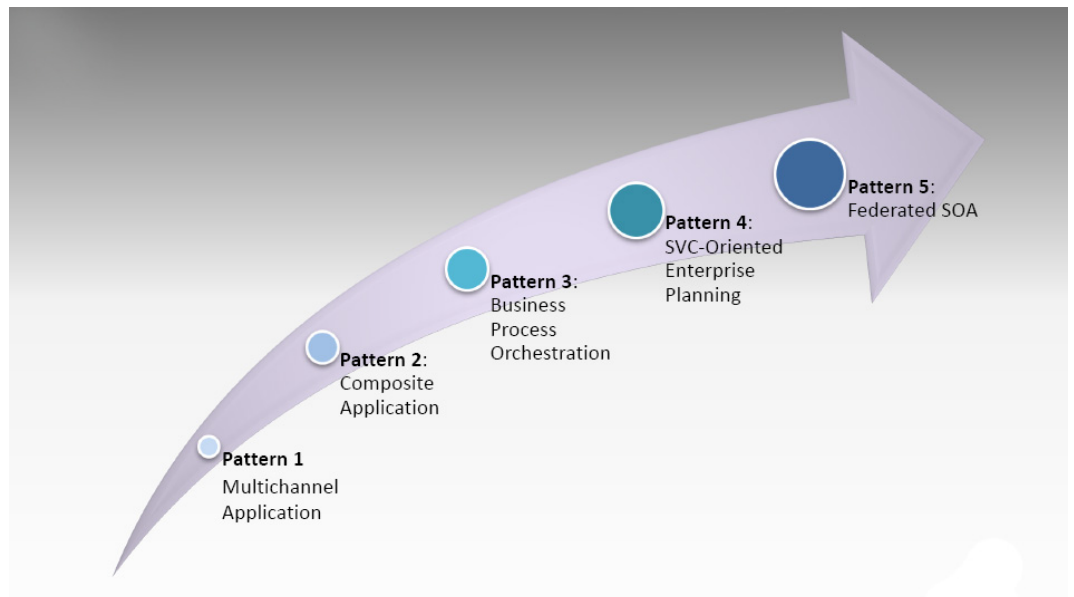 Pattern 1
Multichannel
Application
Pattern 2:
Composite
Application
Pattern 3:
Business
Process
Orchestration
Pattern 4:
SVC-Oriented
Enterprise
Planning
Pattern 5:
Federated SOA